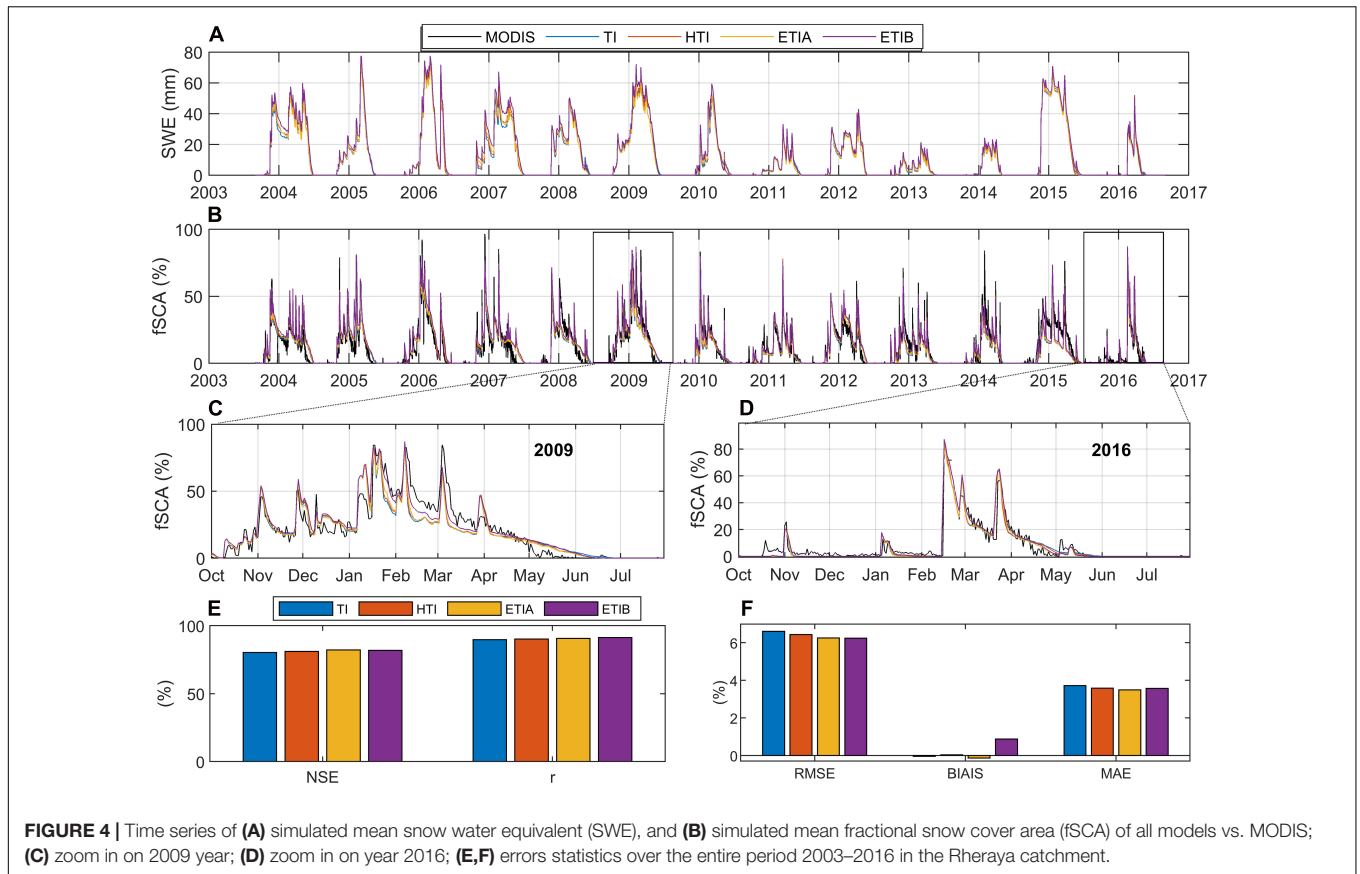 A
MODIS TI HTI ETIA ETIB
SWE (mm)
80
60
40
20
0
2003 2004 2005 2006 2007 2008 2009 2010 2011 2012 2013 2014 2015 2016 2017
B
fSCA (%)
100
50
0
2003 2004 2005 2006 2007 2008 2009 2010 2011 2012 2013 2014 2015 2016 2017
C
2009
fSCA (%)
100
50
0
Oct Nov Dec Jan Feb Mar Apr May Jun Jul
D
2016
fSCA (%)
80
60
40
20
0
Oct Nov Dec Jan Feb Mar Apr May Jun Jul
E
TI HTI ETIA ETIB
(%)
100
50
0
NSE r
F
(%)
6
4
2
0
RMSE BIAIS MAE
FIGURE 4 | Time series of (A) simulated mean snow water equivalent (SWE), and (B) simulated mean fractional snow cover area (fSCA) of all models vs. MODIS;
(C) zoom in on 2009 year; (D) zoom in on year 2016; (E,F) errors statistics over the entire period 2003–2016 in the Rheraya catchment.